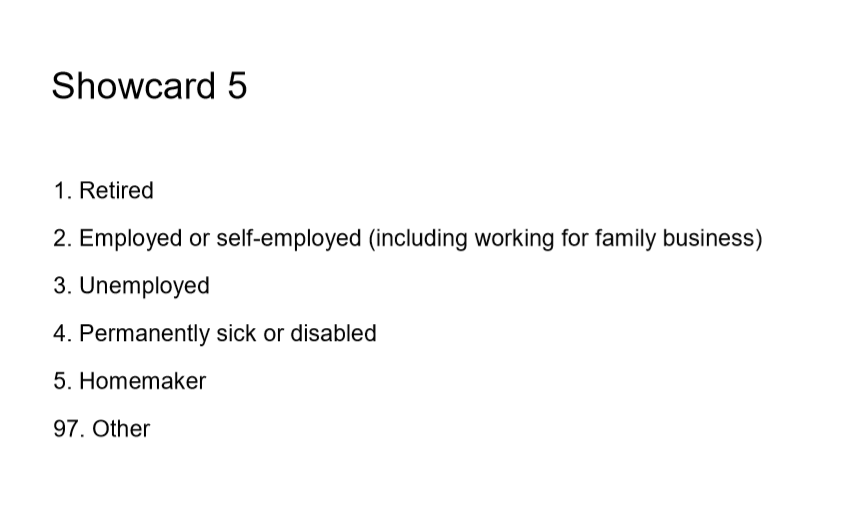 Showcard 5
1. Retired
2. Employed or self-employed (including working for family business)
3. Unemployed
4. Permanently sick or disabled
5. Homemaker
97. Other